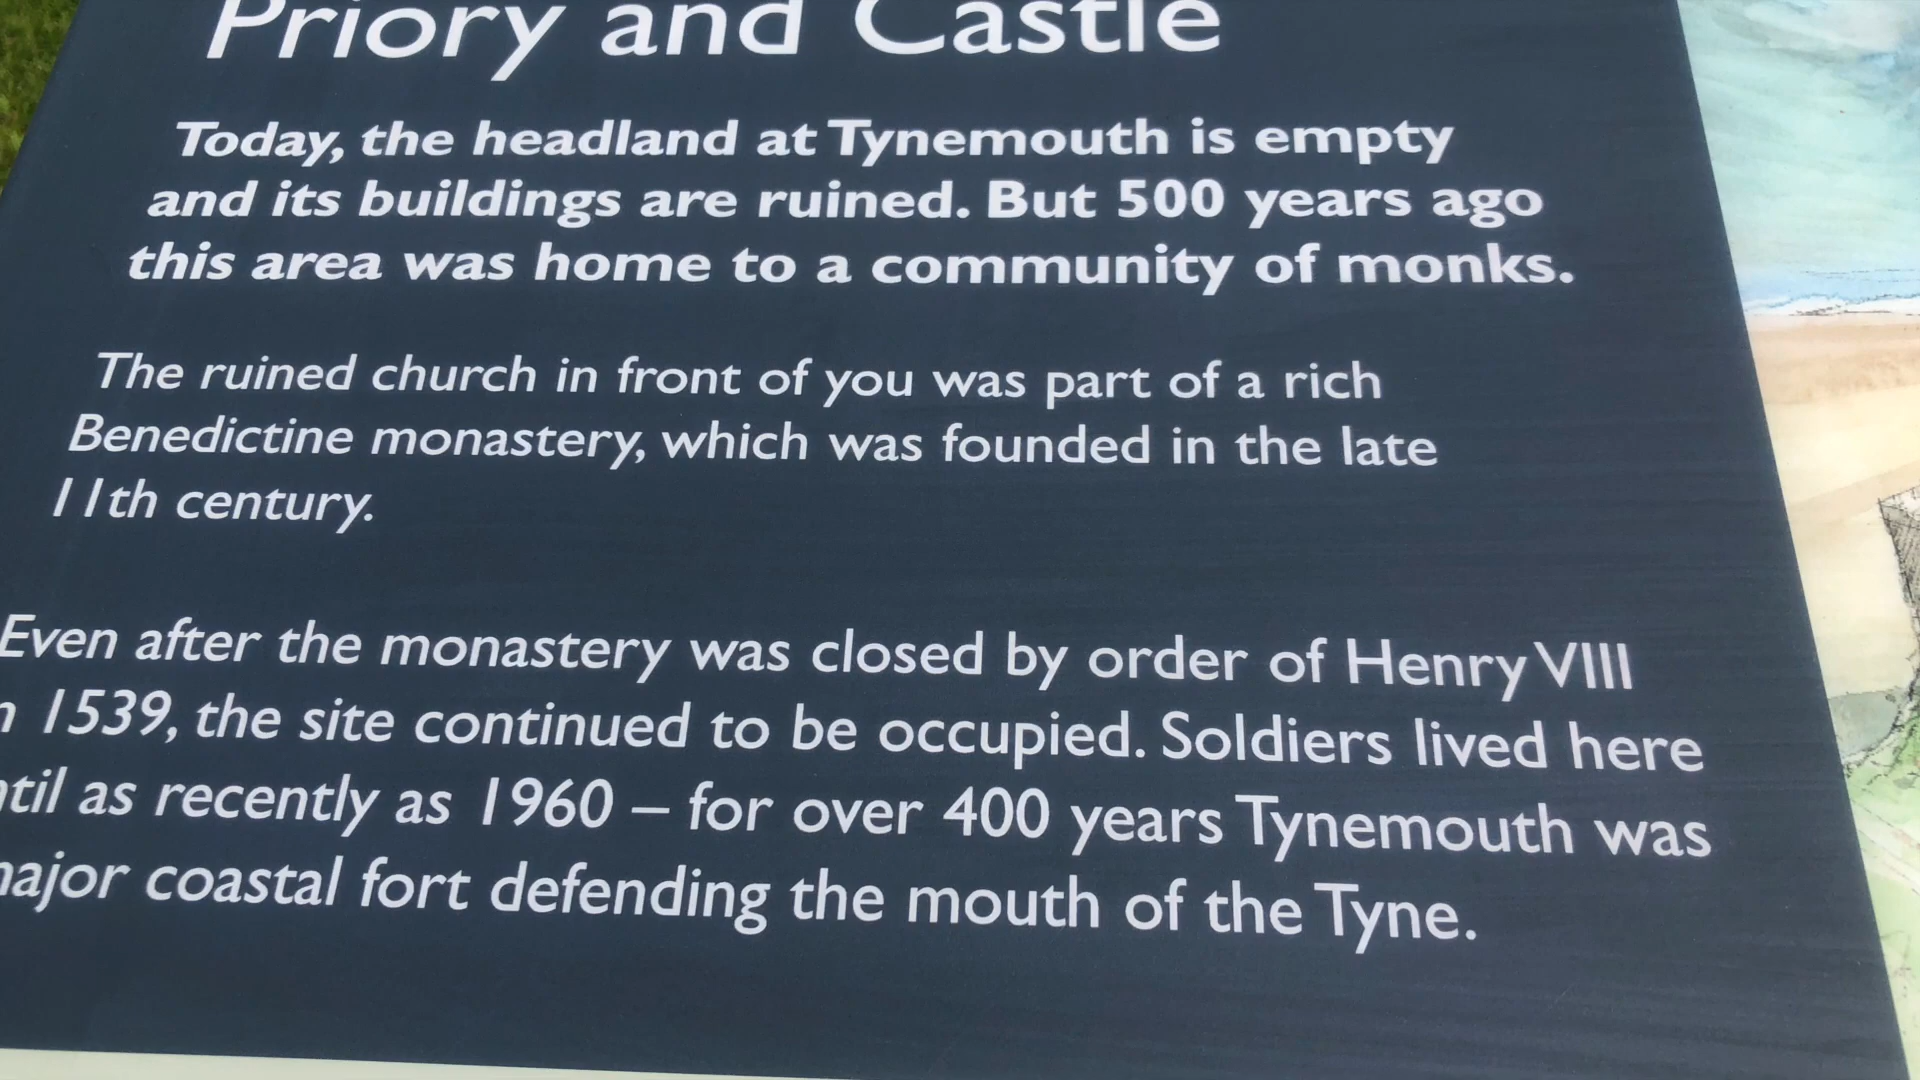 Priory and Castle
Today, the headland at Tynemouth is empty
and its buildings are ruined. But 500 years ago
this area was home to a community of monks.
The ruined church in front of you was part of a rich
Benedictine monastery, which was founded in the late
11th century.
Even after the monastery was closed by order of Henry VIII
1539, the site continued to be occupied. Soldiers lived here
as recently as 1960 – for over 400 years Tynemouth was
coastal fort defending the mouth of the Tyne.